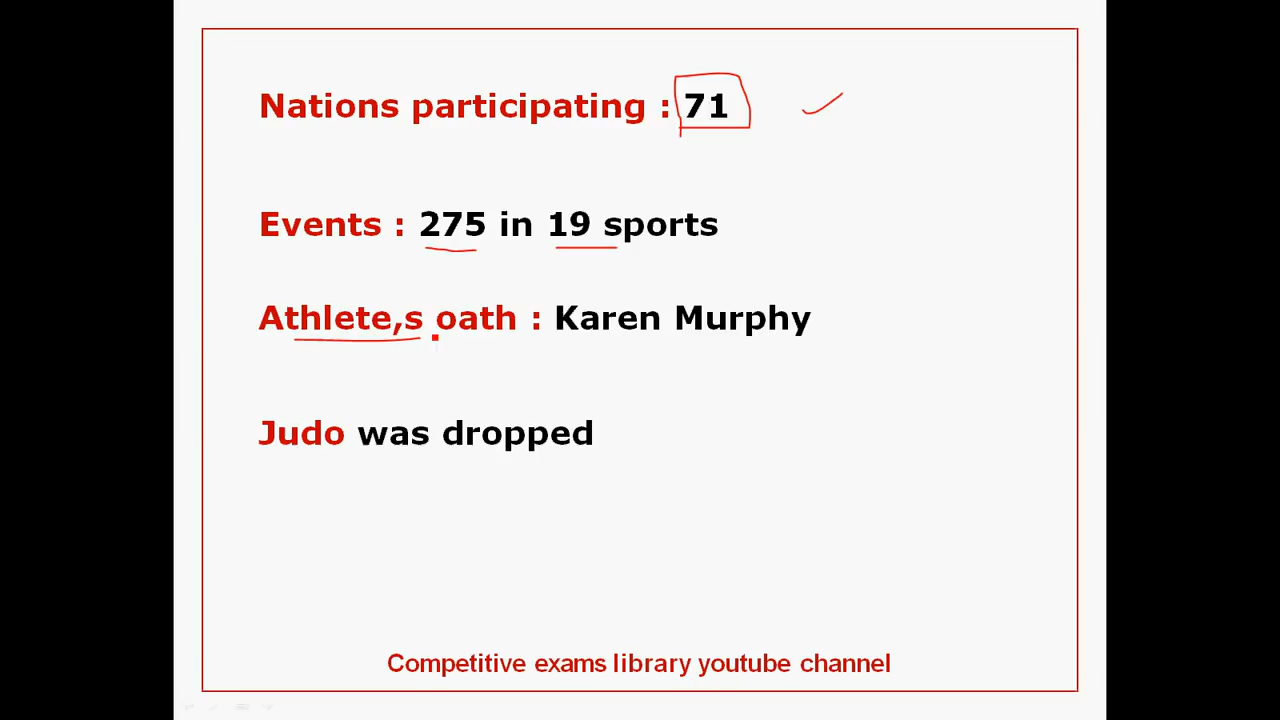 Nations participating : 71
Events : 275 in 19 sports
Athlete,s oath : Karen Murphy
Judo was dropped
Competitive exams library youtube channel